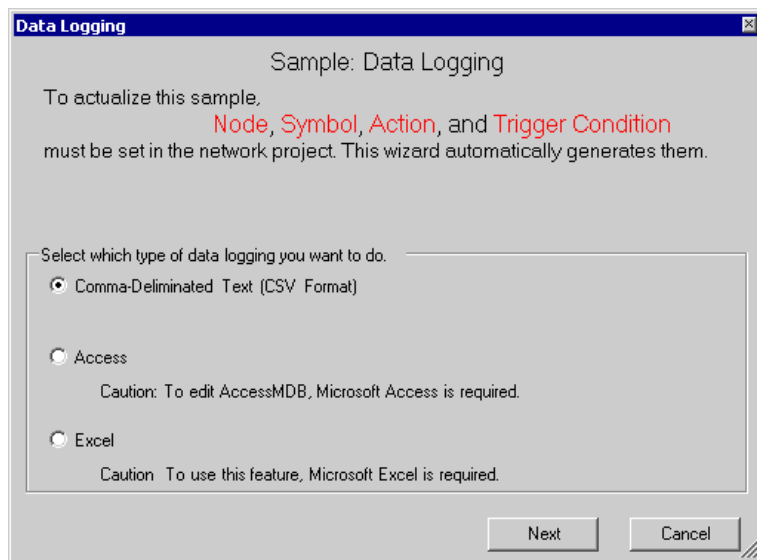 Data Logging
Sample: Data Logging
To actualize this sample,
Node, Symbol, Action, and Trigger Condition
must be set in the network project. This wizard automatically generates them.
Select which type of data logging you want to do.
Comma-Deliminated Text (CSV Format)
Access
Caution: To edit AccessMDB, Microsoft Access is required.
Excel
Caution To use this feature, Microsoft Excel is required.
Next
Cancel